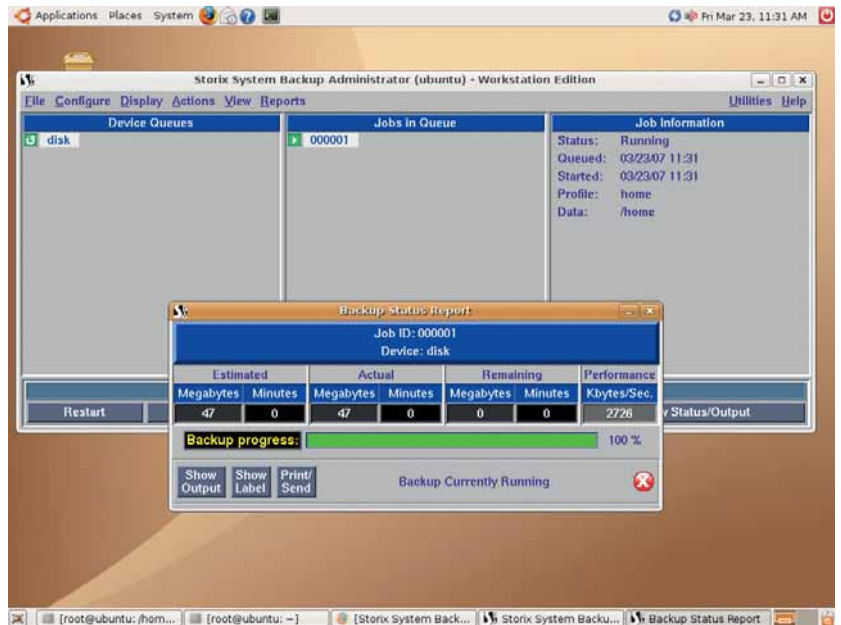 Applications Places System
Fri Mar 23, 11:31 AM
Storix System Backup Administrator (ubuntu) - Workstation Edition
File Configure Display Actions View Reports Utilities Help
Device Queues
disk
Jobs in Queue
000001
Job Information
Status: Running
Queued: 03/23/07 11:31
Started: 03/23/07 11:31
Profile: home
Data: /home
Restart
Status/Output
Backup Status Report
Job ID: 000001
Device: disk
Estimated Actual Remaining Performance
Megabytes Minutes Megabytes Minutes Megabytes Minutes Kbytes/Sec.
47 0 47 0 0 0 2726
Backup progress: 100 %
Show Output
Show Label
Print/ Send
Backup Currently Running
[root@ubuntu: /hom... [root@ubuntu: ~] [Storix System Back... Storix System Backu... Backup Status Report